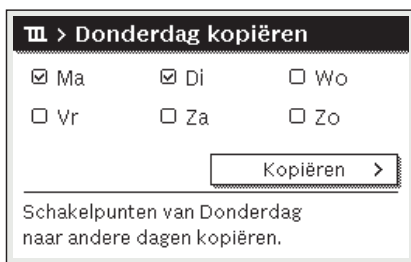 > Donderdag kopiëren
Ma Di Wo
Vr Za Zo
Kopiëren >
Schakelpunten van Donderdag
naar andere dagen kopiëren.